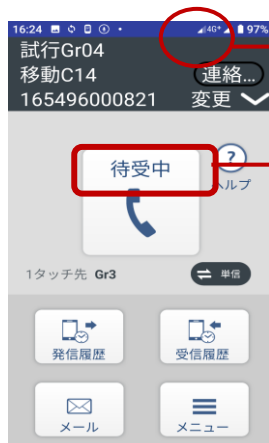 16:24 4G+ 97%
試行Gr04
移動C14 連絡...
165496000821 変更
待受中
?
ヘルプ
1タッチ先 Gr3 単信
発信履歴 受信履歴
メール メニュー